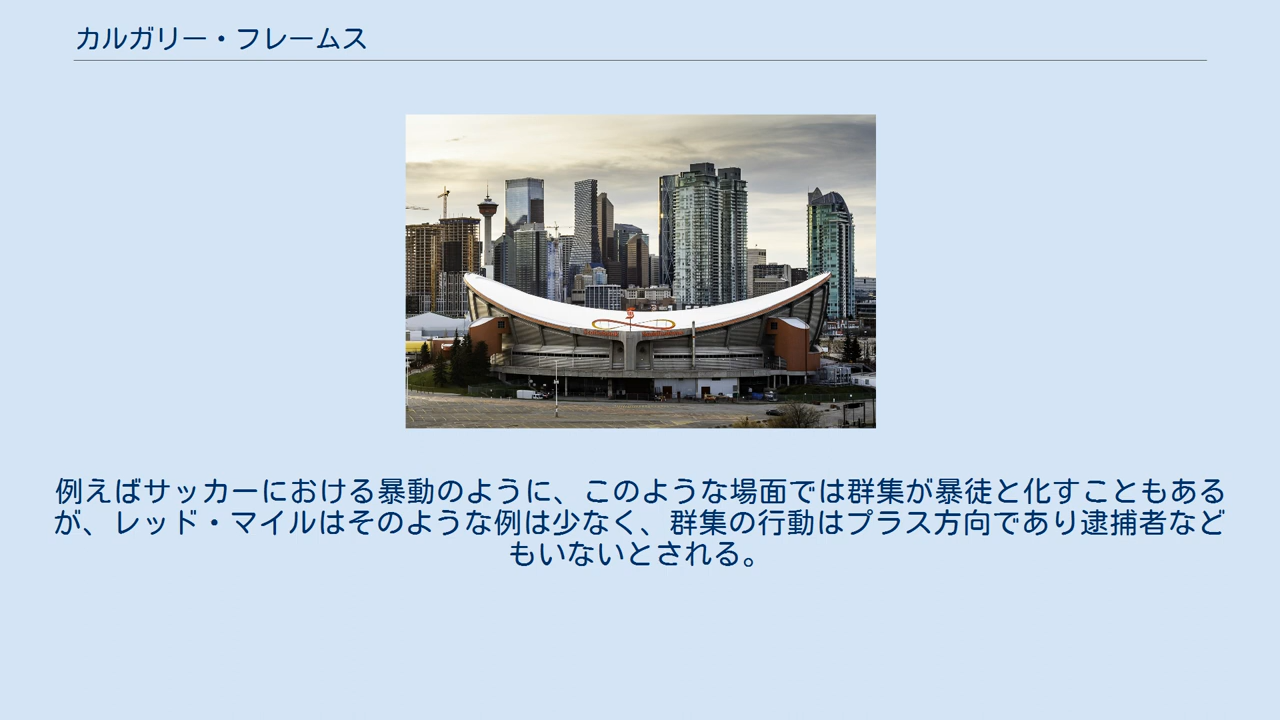 カルガリー・フレームス
例えばサッカーにおける暴動のように、このような場面では群集が暴徒と化すこともある
が、レッド・マイルはそのような例は少なく、群集の行動はプラス方向であり逮捕者など
もいないとされる。